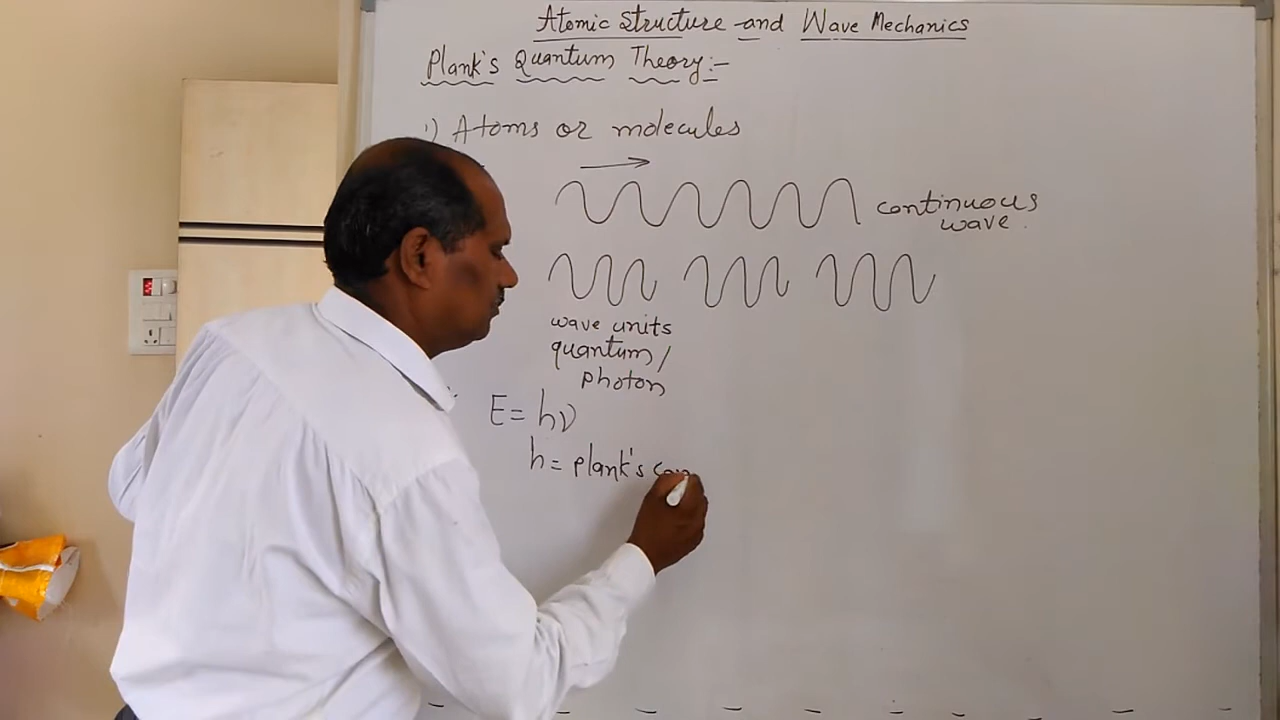 Atomic Structure and Wave Mechanics
Plank's Quantum Theory:-
1) Atoms or molecules
continuous
wave.
wave units
quantum/
photon
E = hν
h = plank's con